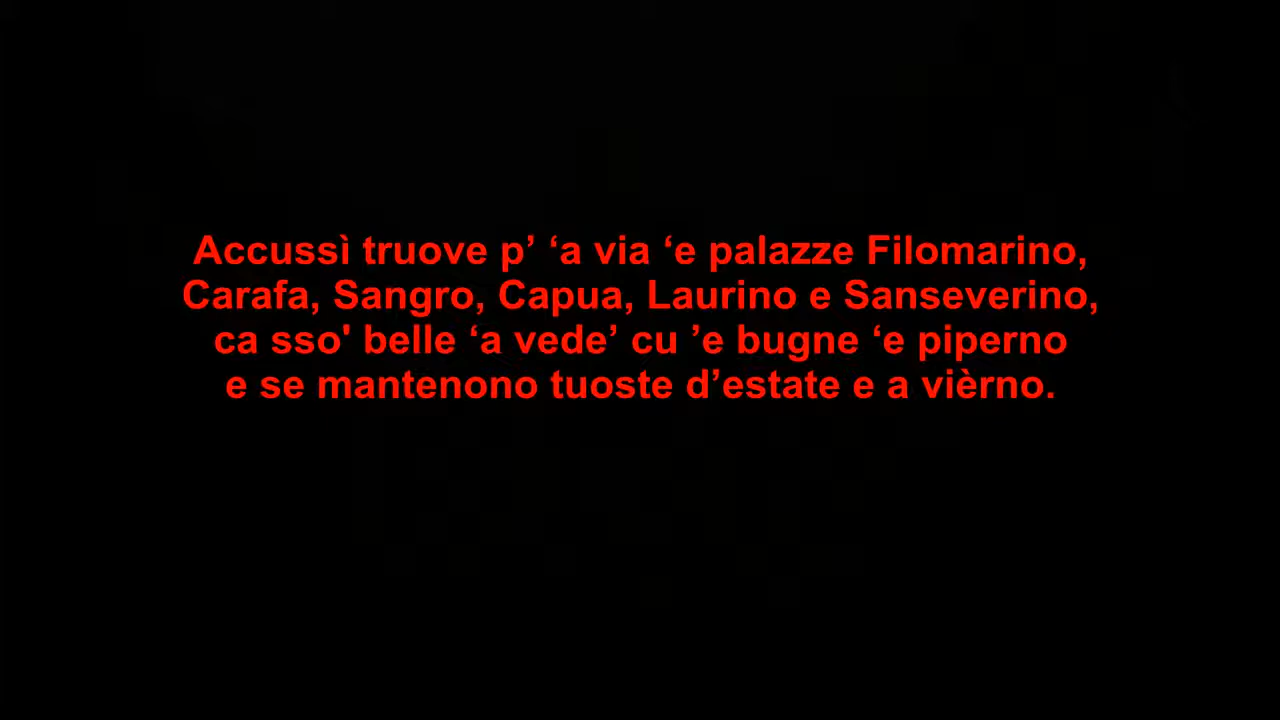 Accussì truove p’ ‘a via ‘e palazze Filomarino,
Carafa, Sangro, Capua, Laurino e Sanseverino,
ca sso' belle ‘a vede’ cu ’e bugne ‘e piperno
e se mantenono tuoste d’estate e a vièrno.